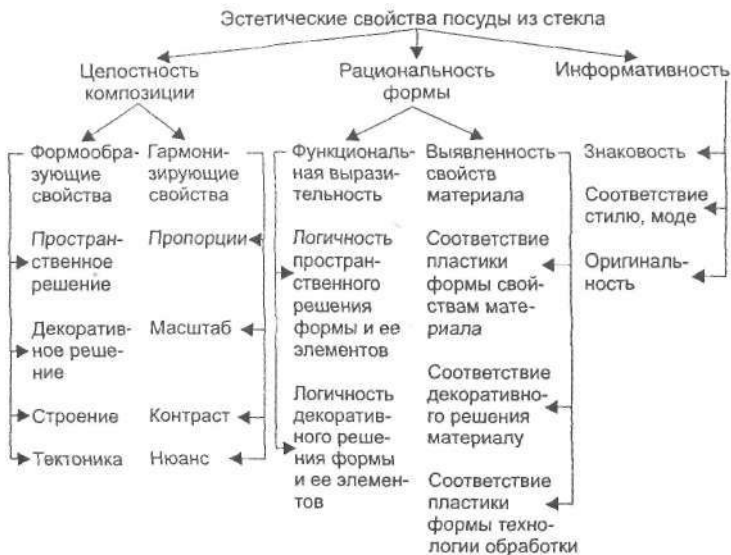 Эстетические свойства посуды из стекла
Целостность
композиции
Рациональность
формы
Информативность
Формообра-
зующие
свойства
Гармони-
зирующие
свойства
Функциональ-
ная вырази-
тельность
Выявленность
свойств
материала
Знаковость
Соответствие
стилю, моде
Оригиналь-
ность
Простран-
ственное
решение
Декоратив-
ное реше-
ние
Строение
Тектоника
Пропорции
Масштаб
Контраст
Нюанс
Логичность
простран-
ственного
решения
формы и ее
элементов
Логичность
декоратив-
ного реше-
ния формы
и ее элемен-
тов
Соответствие
пластики
формы свой-
ствам мате-
риала
Соответствие
декоративно-
го решения
материалу
Соответствие
пластики
формы техно-
логии обработки